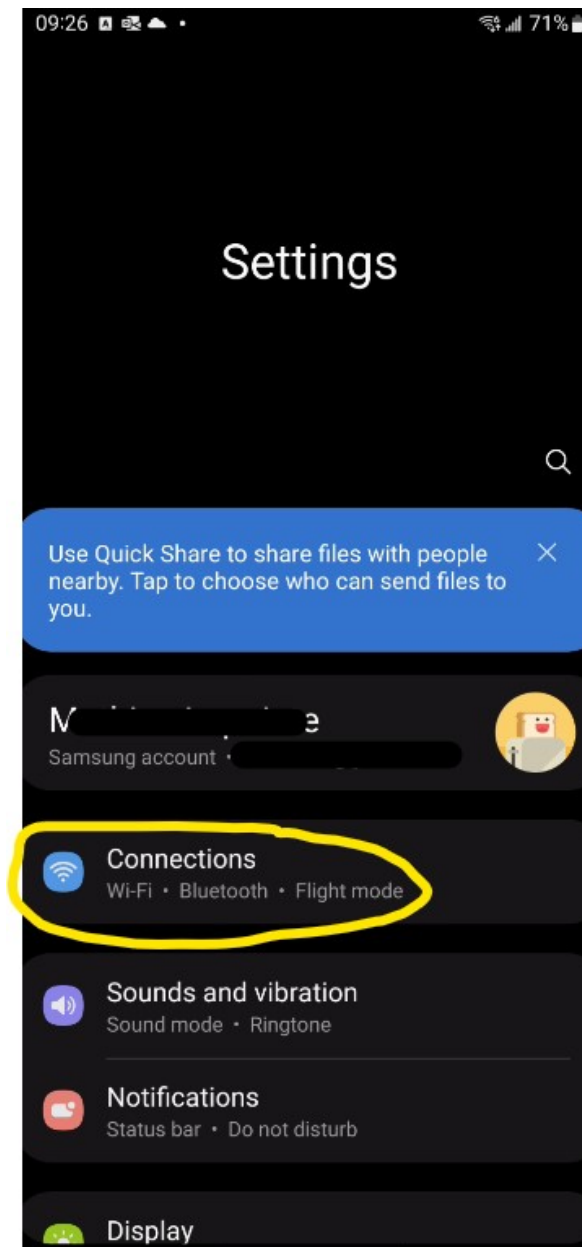 09:26
71%
Settings
Use Quick Share to share files with people
nearby. Tap to choose who can send files to
you.
Samsung account •
Connections
Wi-Fi • Bluetooth • Flight mode
Sounds and vibration
Sound mode • Ringtone
Notifications
Status bar • Do not disturb
Display